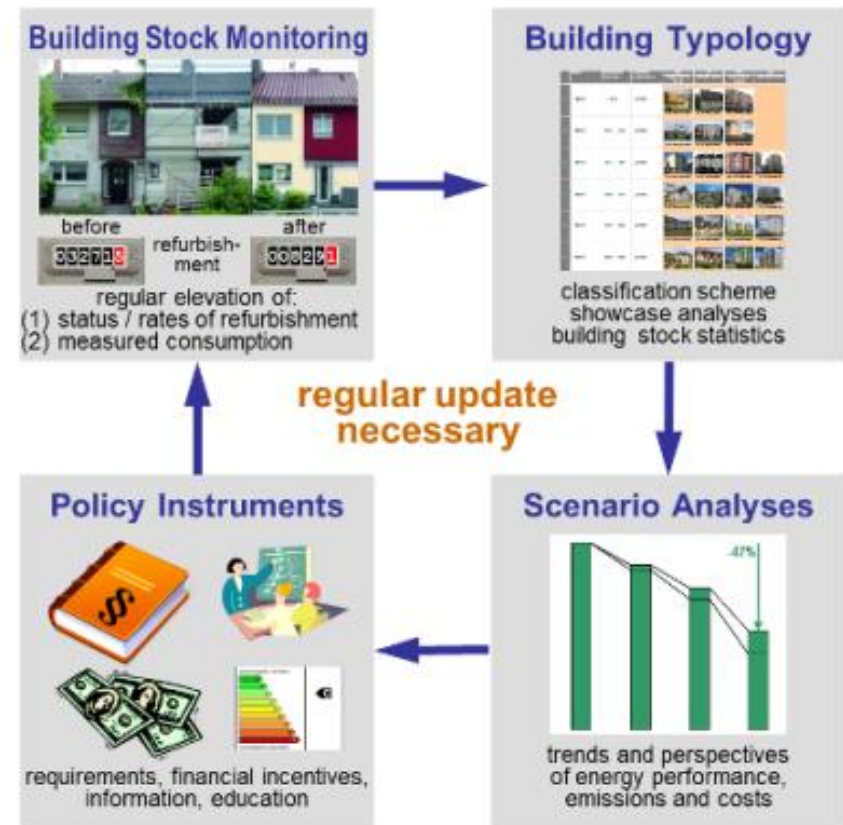 Building Stock Monitoring
before
after
refurbish-
ment
032715
008291
regular elevation of:
(1) status / rates of refurbishment
(2) measured consumption
Building Typology
classification scheme
showcase analyses
building stock statistics
regular update
necessary
Policy Instruments
§
requirements, financial incentives,
information, education
Scenario Analyses
-47%
trends and perspectives
of energy performance,
emissions and costs